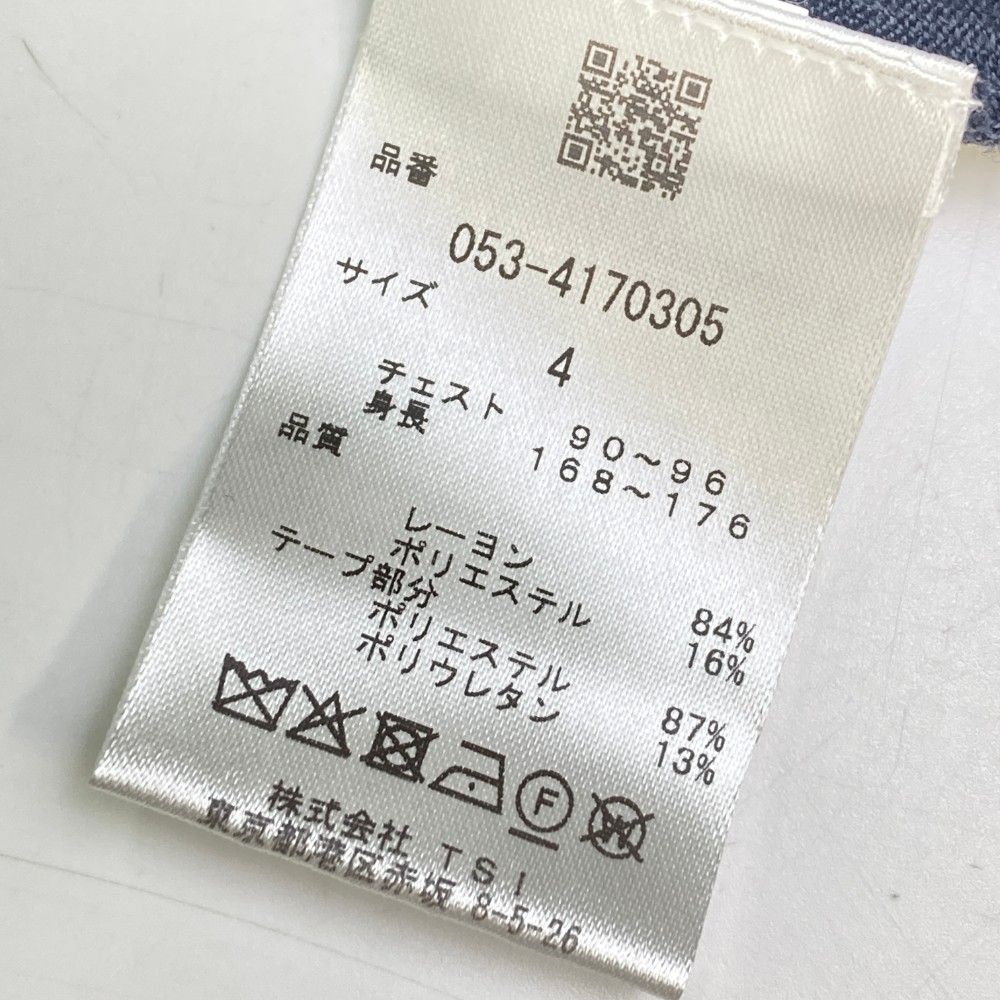 品番
053-4170305
サイズ
4
チェスト 90～96
身長 168～176
品質
レーヨン 84%
ポリエステル 16%
テープ部分
ポリエステル 87%
ポリウレタン 13%
F
W
株式会社 TSI
東京都港区赤坂 8-5-26